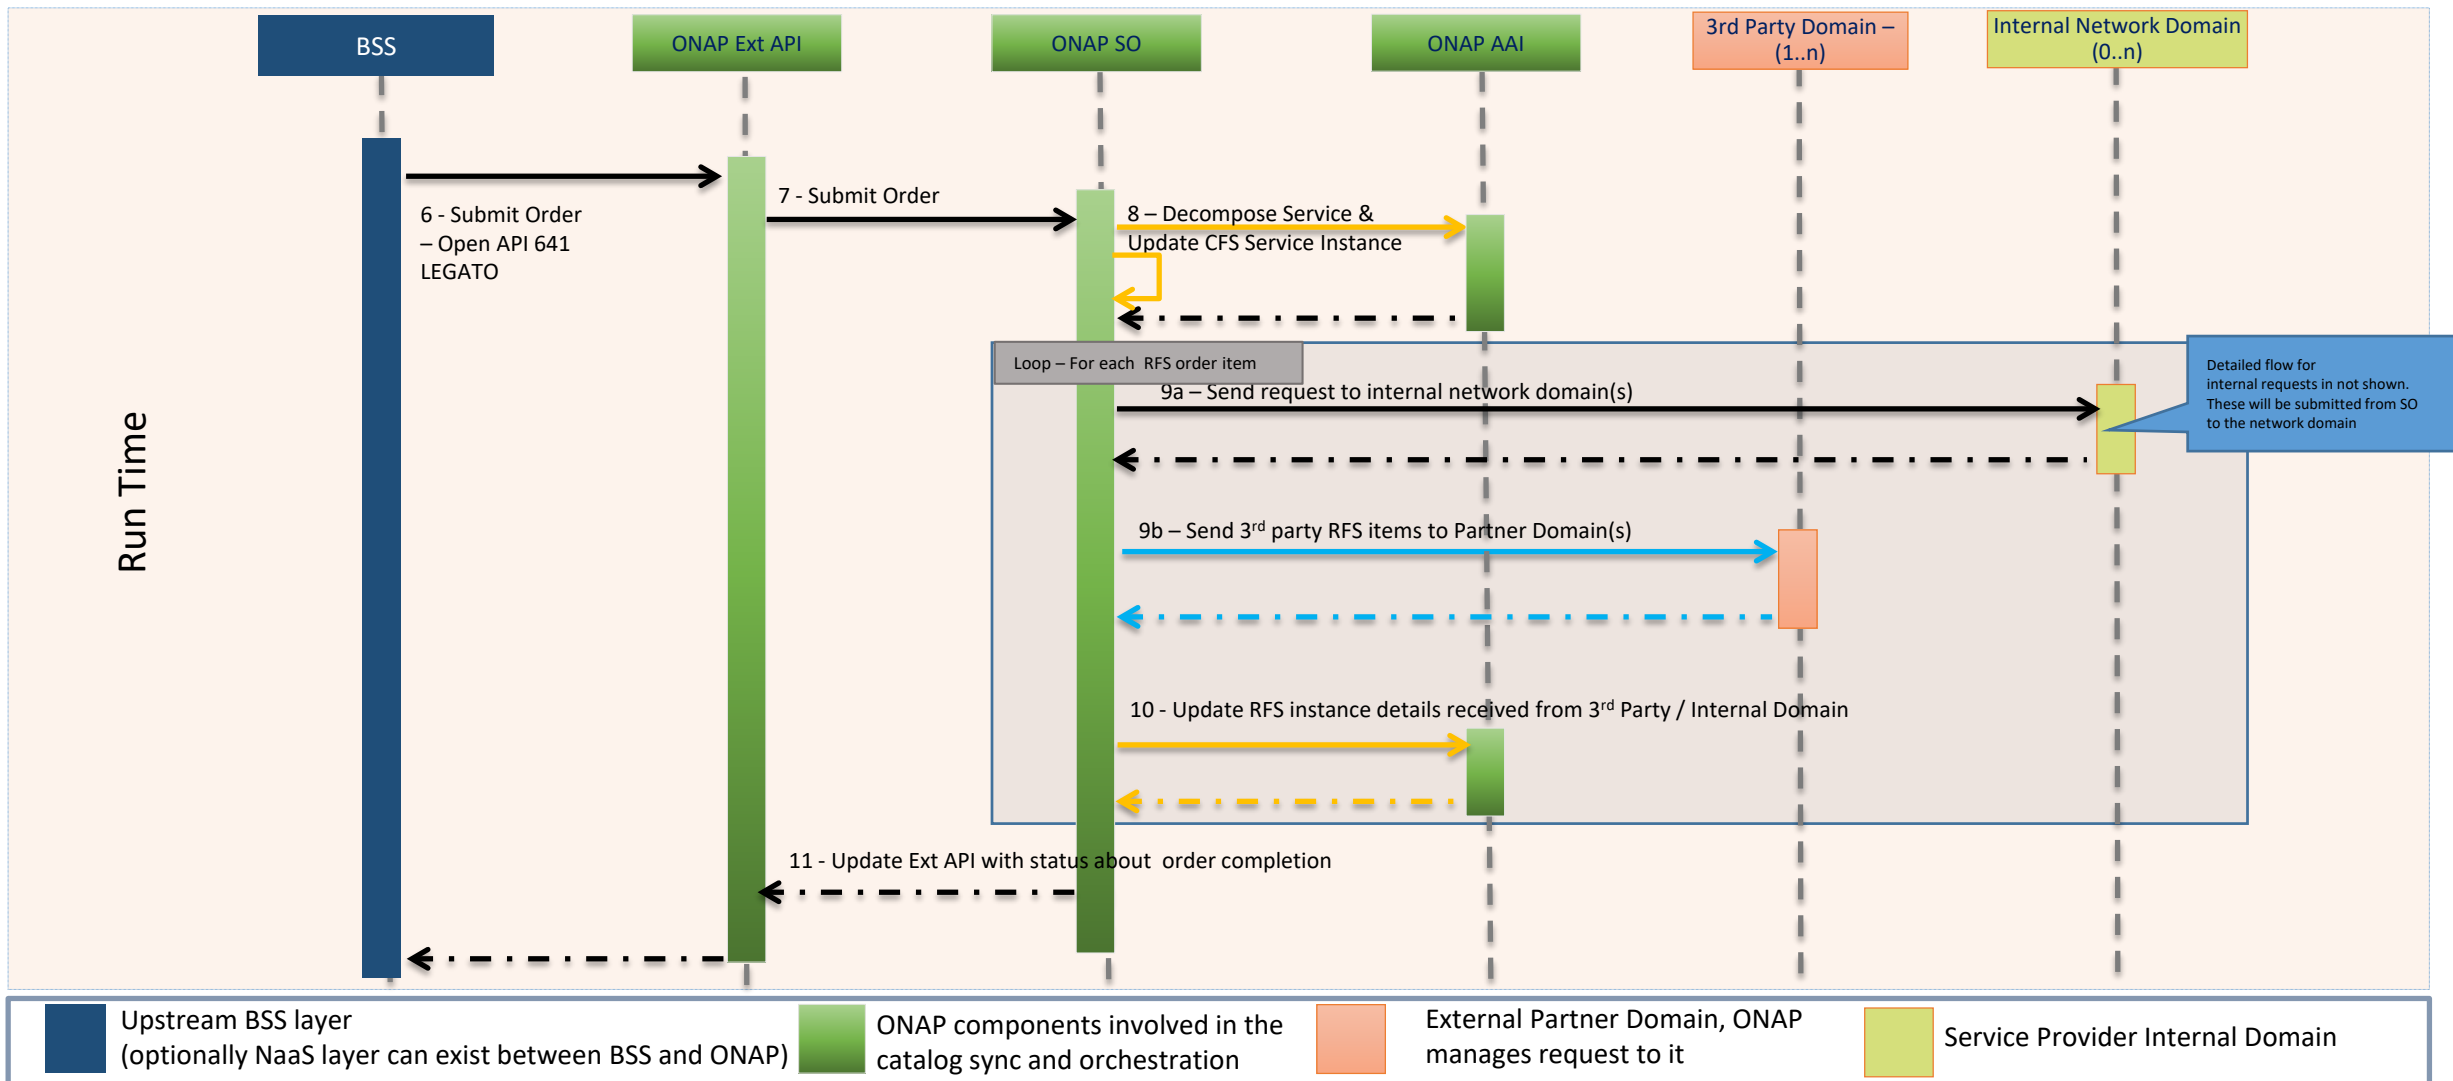 BSS
ONAP Ext API
ONAP SO
ONAP AAI
3rd Party Domain –
(1..n)
Internal Network Domain
(0..n)
6 - Submit Order
– Open API 641
LEGATO
7 - Submit Order
8 – Decompose Service &
Update CFS Service Instance
Loop – For each RFS order item
9a – Send request to internal network domain(s)
Detailed flow for
internal requests in not shown.
These will be submitted from SO
to the network domain
Run Time
9b – Send 3rd party RFS items to Partner Domain(s)
10 - Update RFS instance details received from 3rd Party / Internal Domain
11 - Update Ext API with status about order completion
Upstream BSS layer
(optionally NaaS layer can exist between BSS and ONAP)
ONAP components involved in the
catalog sync and orchestration
External Partner Domain, ONAP
manages request to it
Service Provider Internal Domain